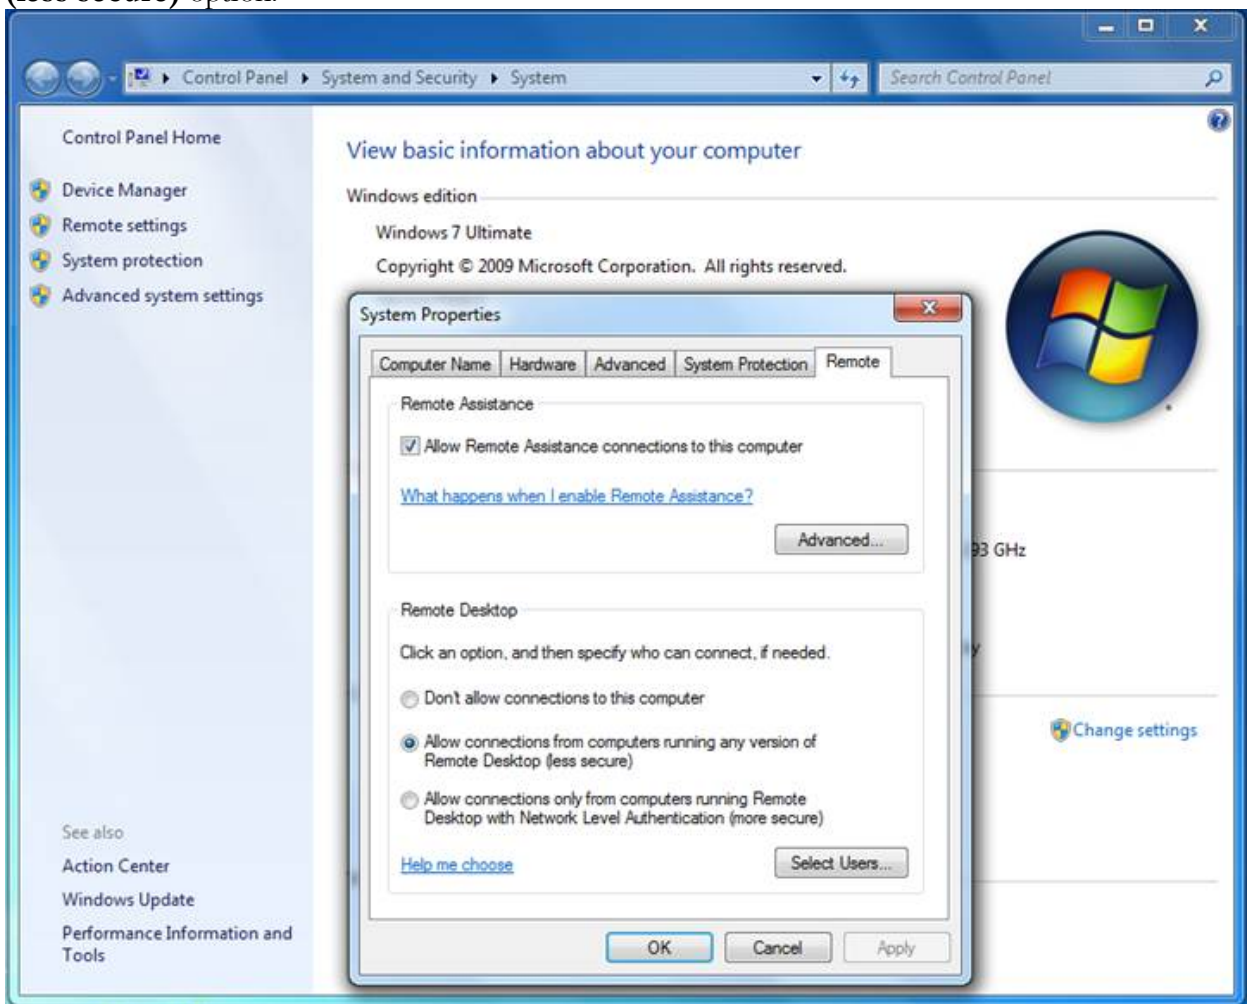 (less secure) option.
Control Panel ▸ System and Security ▸ System
Search Control Panel
Control Panel Home
Device Manager
Remote settings
System protection
Advanced system settings
See also
Action Center
Windows Update
Performance Information and
Tools
View basic information about your computer
Windows edition
Windows 7 Ultimate
Copyright © 2009 Microsoft Corporation. All rights reserved.
93 GHz
y
Change settings
System Properties
Computer Name Hardware Advanced System Protection Remote
Remote Assistance
Allow Remote Assistance connections to this computer
What happens when I enable Remote Assistance?
Advanced...
Remote Desktop
Click an option, and then specify who can connect, if needed.
Don't allow connections to this computer
Allow connections from computers running any version of
Remote Desktop (less secure)
Allow connections only from computers running Remote
Desktop with Network Level Authentication (more secure)
Help me choose
Select Users...
OK Cancel Apply